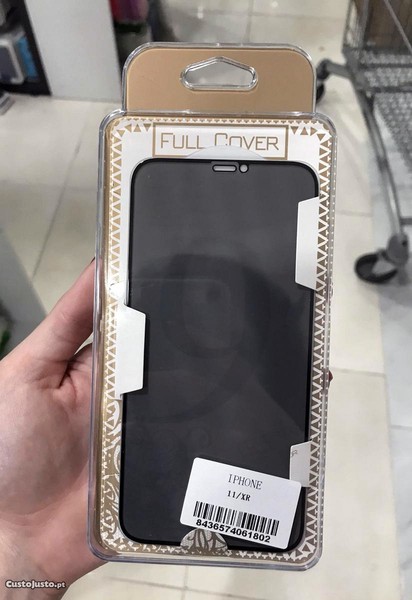 FULL COVER
IPHONE
11/XR
8436574061802
CustoJusto.pt